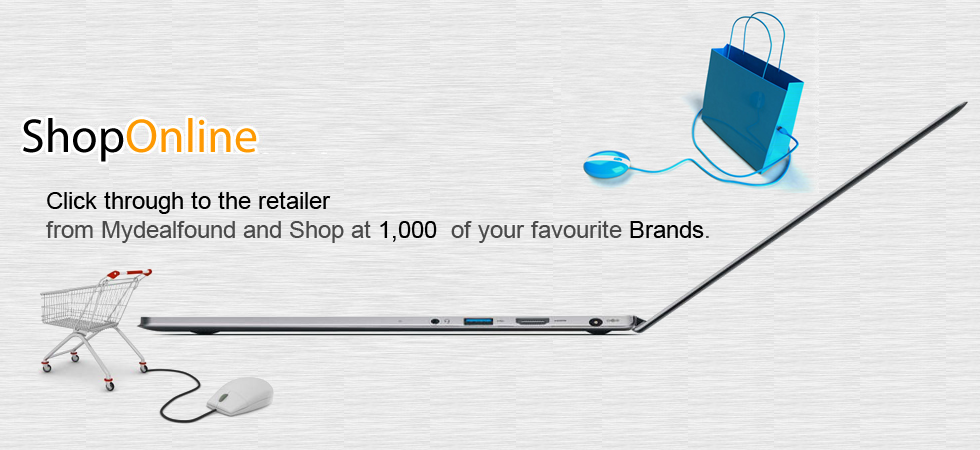 ShopOnline
Click through to the retailer
from Mydealfound and Shop at 1,000 of your favourite Brands.